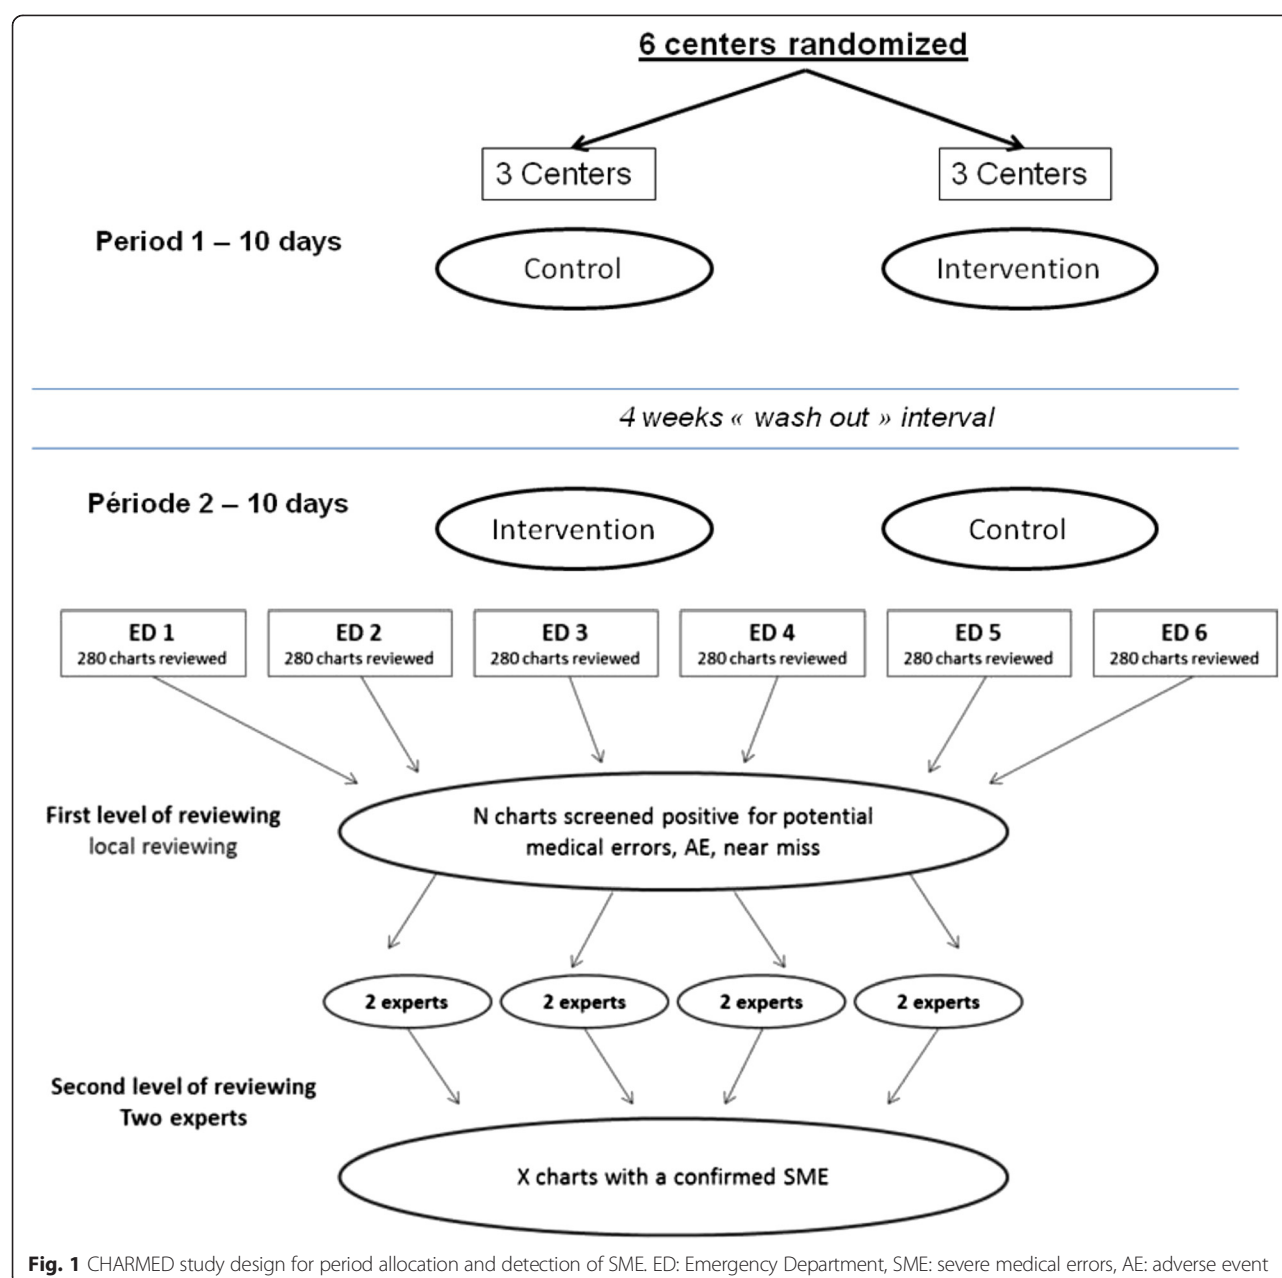 6 centers randomized
3 Centers
3 Centers
Period 1 – 10 days
Control
Intervention
4 weeks « wash out » interval
Période 2 – 10 days
Intervention
Control
ED 1
280 charts reviewed
ED 2
280 charts reviewed
ED 3
280 charts reviewed
ED 4
280 charts reviewed
ED 5
280 charts reviewed
ED 6
280 charts reviewed
First level of reviewing
local reviewing
N charts screened positive for potential
medical errors, AE, near miss
2 experts
2 experts
2 experts
2 experts
Second level of reviewing
Two experts
X charts with a confirmed SME
Fig. 1 CHARMED study design for period allocation and detection of SME. ED: Emergency Department, SME: severe medical errors, AE: adverse event